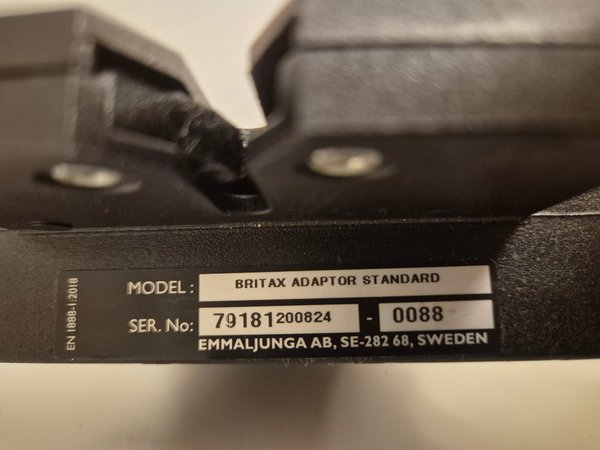 EN 1888-1:2018
MODEL : BRITAX ADAPTOR STANDARD
SER. No: 79181200824 - 0088
EMMALJUNGA AB, SE-282 68, SWEDEN